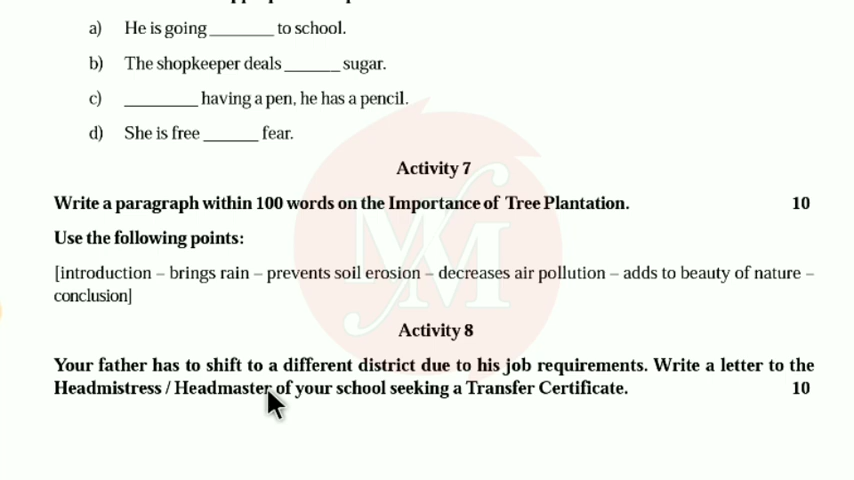 a) He is going _______ to school.
b) The shopkeeper deals ______ sugar.
c) ________ having a pen, he has a pencil.
d) She is free ______ fear.
Activity 7
Write a paragraph within 100 words on the Importance of Tree Plantation. 10
Use the following points:
[introduction – brings rain – prevents soil erosion – decreases air pollution – adds to beauty of nature –
conclusion]
Activity 8
Your father has to shift to a different district due to his job requirements. Write a letter to the
Headmistress / Headmaster of your school seeking a Transfer Certificate. 10